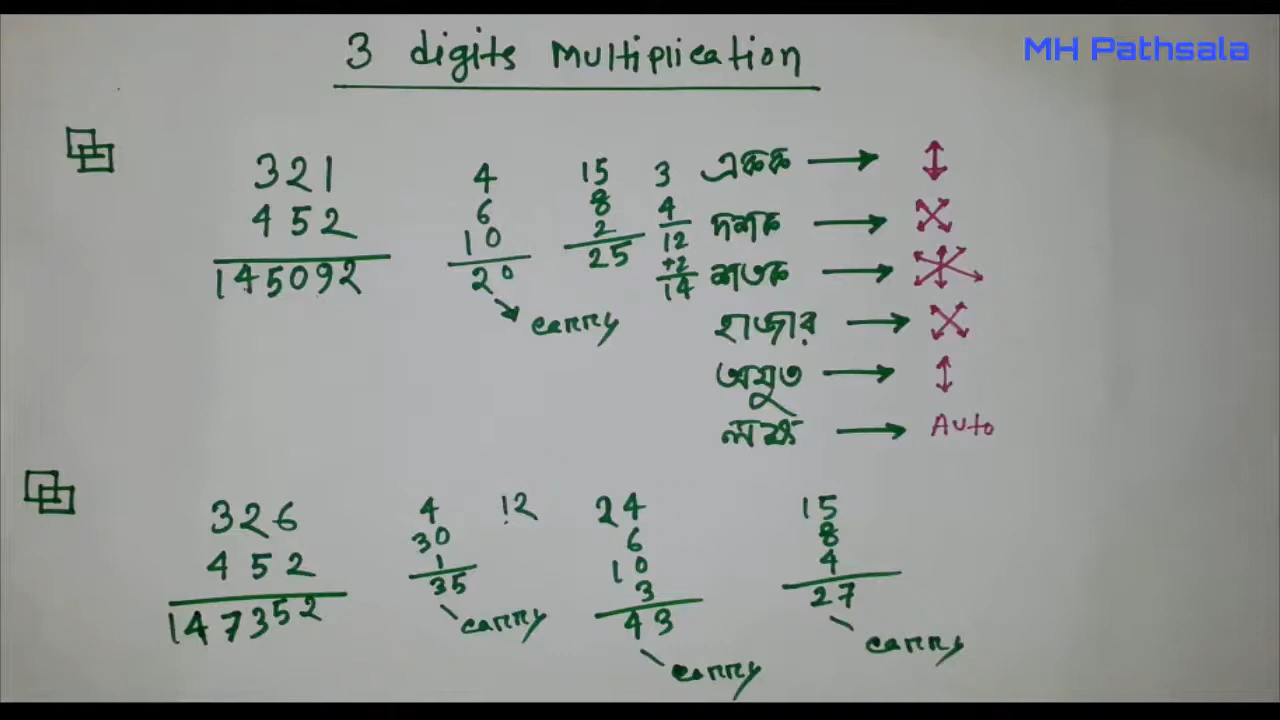 3 digits multiplication
MH Pathsala
321
452
145092
4
6
10
20
carry
15
8
2
25
3
4
12
+2
14
একক →
দশক →
শতক →
হাজার →
অযুত →
লক্ষ → Auto
326
452
147352
4
30
1
35
carry
12
24
6
10
3
43
carry
15
8
4
27
carry